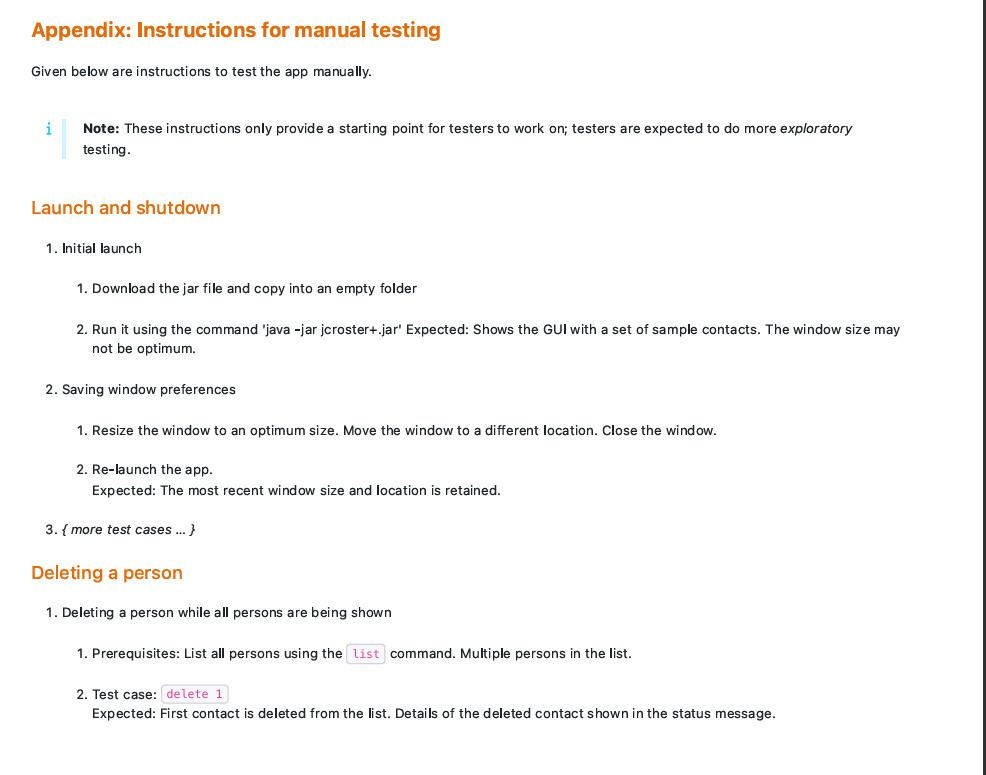 Appendix: Instructions for manual testing
Given below are instructions to test the app manually.
i
Note: These instructions only provide a starting point for testers to work on; testers are expected to do more exploratory
testing.
Launch and shutdown
1. Initial launch
1. Download the jar file and copy into an empty folder
2. Run it using the command 'java -jar jcroster+.jar' Expected: Shows the GUI with a set of sample contacts. The window size may
not be optimum.
2. Saving window preferences
1. Resize the window to an optimum size. Move the window to a different location. Close the window.
2. Re-launch the app.
Expected: The most recent window size and location is retained.
3. { more test cases … }
Deleting a person
1. Deleting a person while all persons are being shown
1. Prerequisites: List all persons using the list command. Multiple persons in the list.
2. Test case: delete 1
Expected: First contact is deleted from the list. Details of the deleted contact shown in the status message.